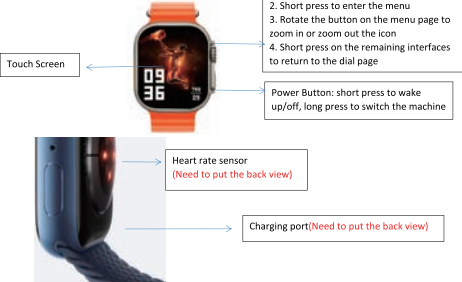 2. Short press to enter the menu
3. Rotate the button on the menu page to
zoom in or zoom out the icon
4. Short press on the remaining interfaces
to return to the dial page
Touch Screen
09
36
Power Button: short press to wake
up/off, long press to switch the machine
Heart rate sensor
(Need to put the back view)
Charging port(Need to put the back view)